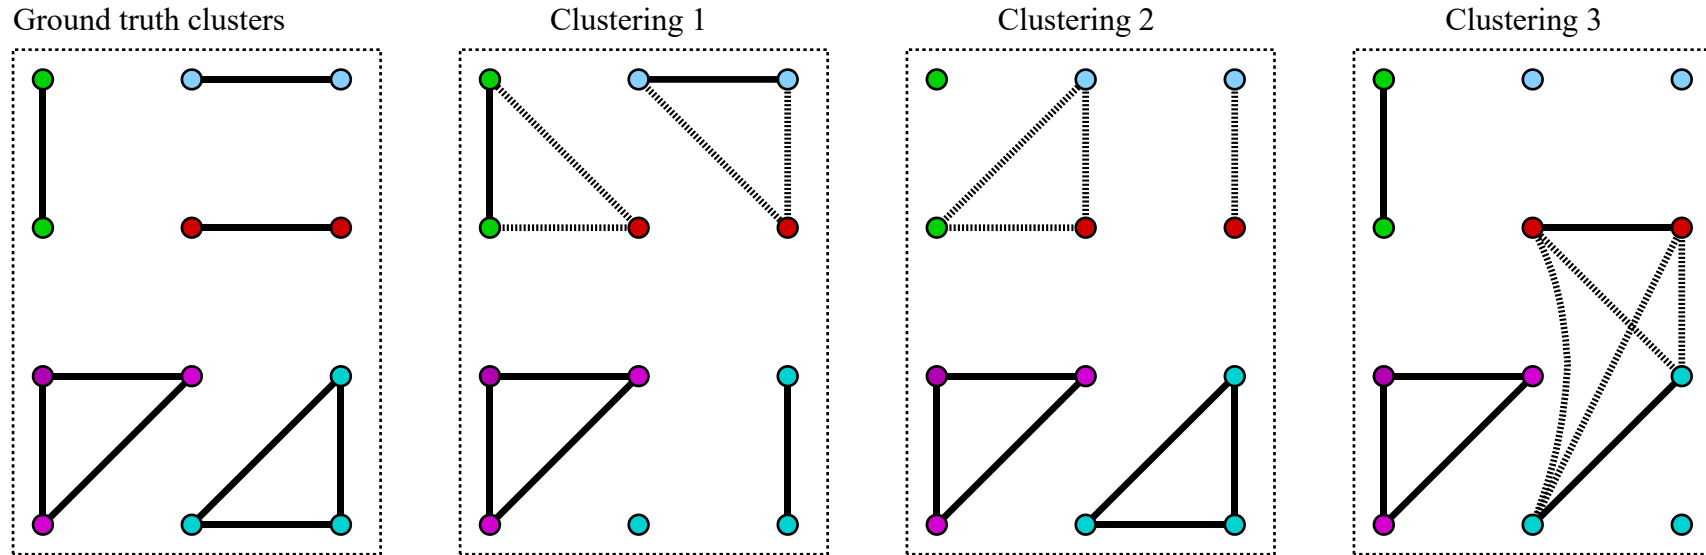 Ground truth clusters
Clustering 1
Clustering 2
Clustering 3